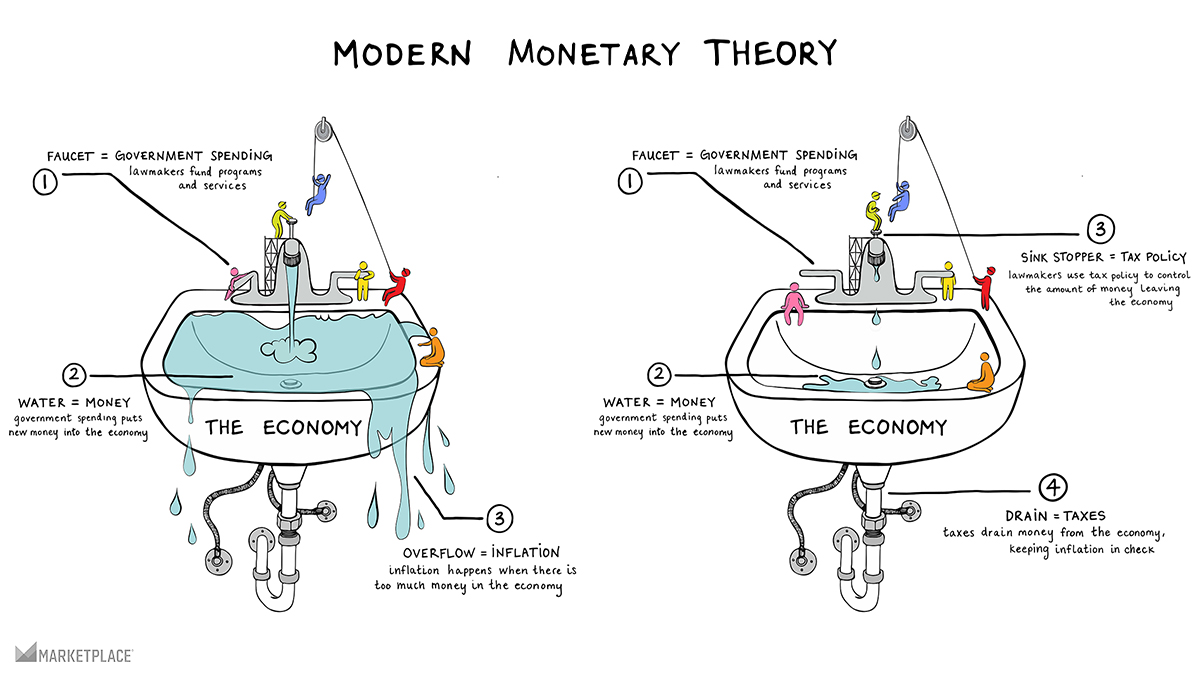 MODERN MONETARY THEORY
FAUCET = GOVERNMENT SPENDING
lawmakers fund programs
and services
1
2
WATER = MONEY
government spending puts
new money into the economy
THE ECONOMY
3
OVERFLOW = INFLATION
inflation happens when there is
too much money in the economy
FAUCET = GOVERNMENT SPENDING
lawmakers fund programs
and services
1
3
SINK STOPPER = TAX POLICY
lawmakers use tax policy to control
the amount of money leaving
the economy
2
WATER = MONEY
government spending puts
new money into the economy
THE ECONOMY
4
DRAIN = TAXES
taxes drain money from the economy,
keeping inflation in check
MARKETPLACE